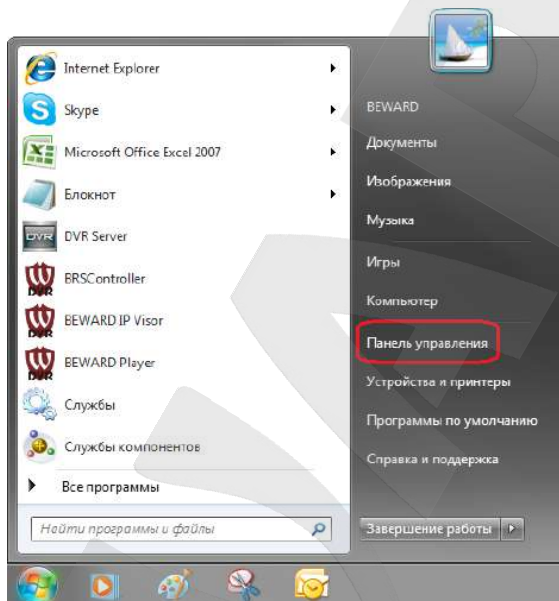 Internet Explorer
Skype
Microsoft Office Excel 2007
Блокнот
DVR Server
BRSController
BEWARD IP Visor
BEWARD Player
Службы
Службы компонентов
Все программы
Найти программы и файлы
BEWARD
Документы
Изображения
Музыка
Игры
Компьютер
Панель управления
Устройства и принтеры
Программы по умолчанию
Справка и поддержка
Завершение работы